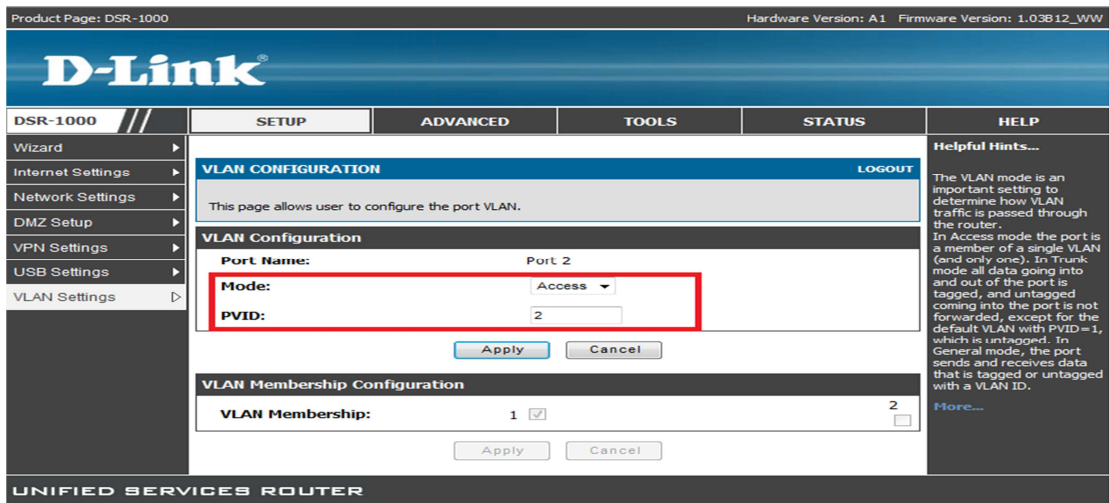 Product Page: DSR-1000
Hardware Version: A1 Firmware Version: 1.03B12_WW
D-Link®
DSR-1000
SETUP
ADVANCED
TOOLS
STATUS
HELP
Wizard
Internet Settings
Network Settings
DMZ Setup
VPN Settings
USB Settings
VLAN Settings
VLAN CONFIGURATION
LOGOUT
This page allows user to configure the port VLAN.
VLAN Configuration
Port Name: Port 2
Mode: Access
PVID: 2
Apply Cancel
VLAN Membership Configuration
VLAN Membership: 1 2
Apply Cancel
Helpful Hints...
The VLAN mode is an
important setting to
determine how VLAN
traffic is passed through
the router.
In Access mode the port is
a member of a single VLAN
(and only one). In Trunk
mode all data going into
and out of the port is
tagged, and untagged
coming into the port is not
forwarded, except for the
default VLAN with PVID=1,
which is untagged. In
General mode, the port
sends and receives data
that is tagged or untagged
with a VLAN ID.
More...
UNIFIED SERVICES ROUTER